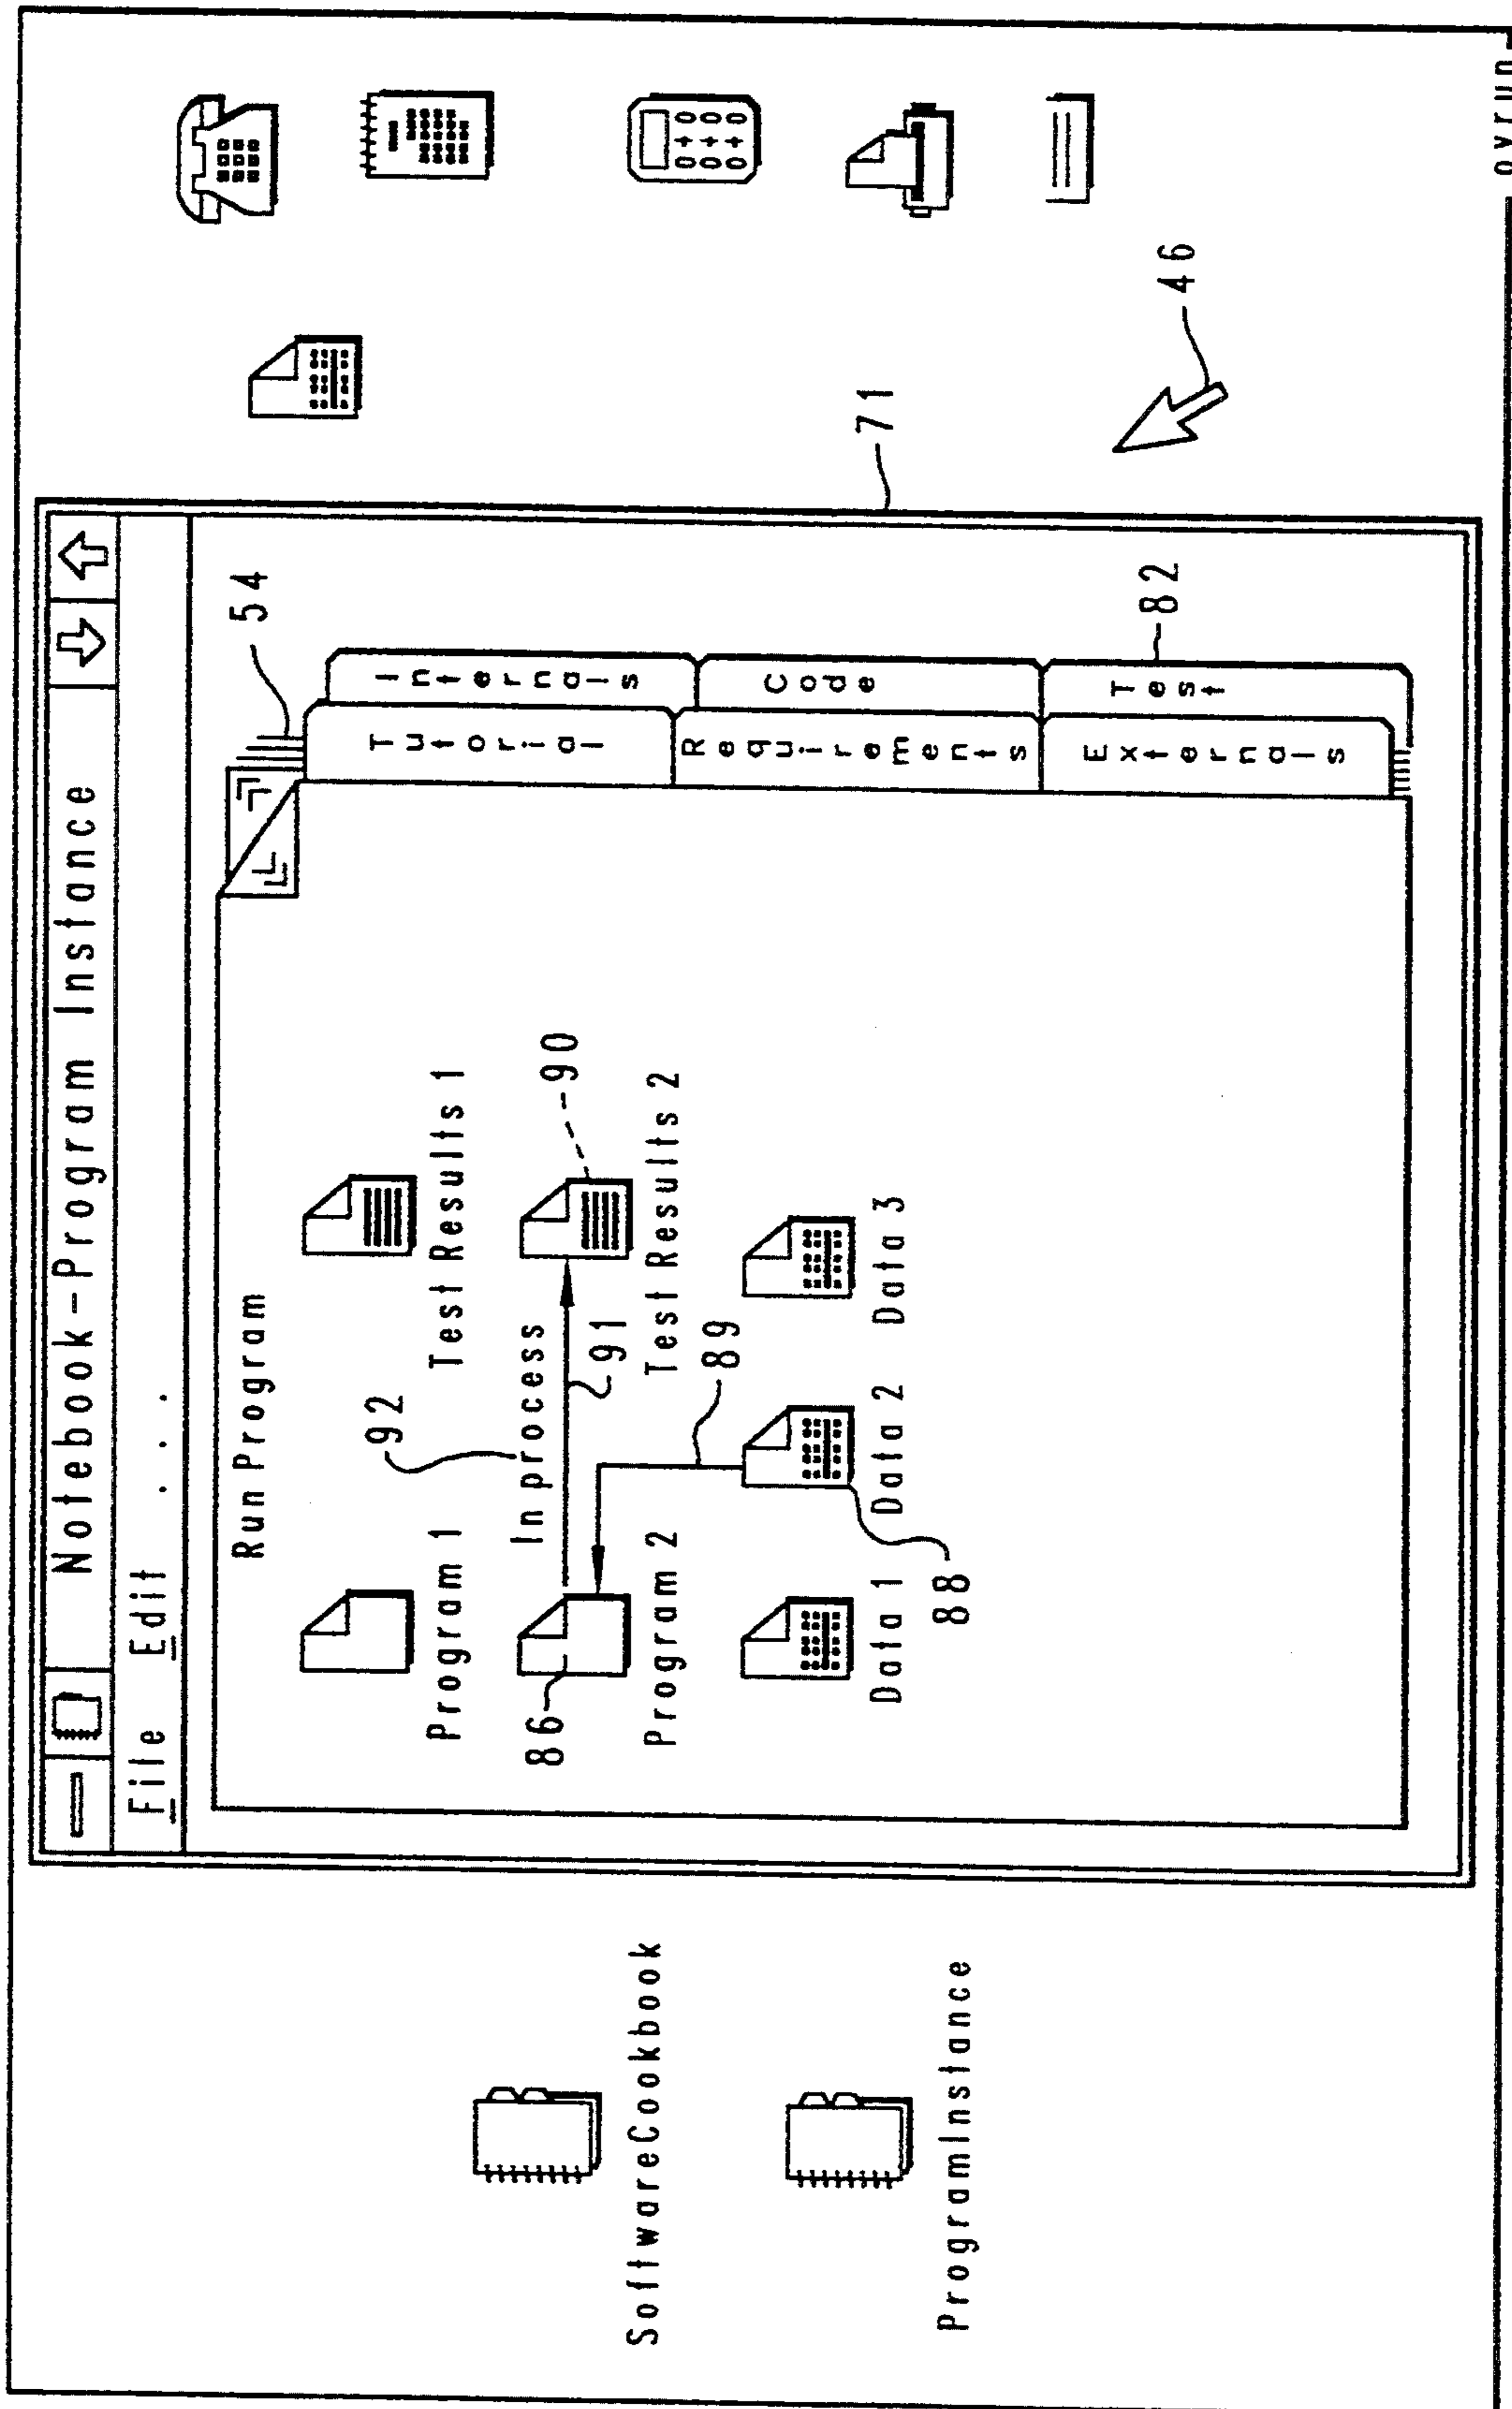 Notebook-Program Instance
File Edit . . .
54
Run Program
Tutorial
Internals
Requirements
Code
Externals
Test
82
92
Program 1
Test Results 1
86
In process
91
90
Program 2
Test Results 2
89
Data 1
Data 2
Data 3
88
71
46
SoftwareCookbook
ProgramInstance
ovrun